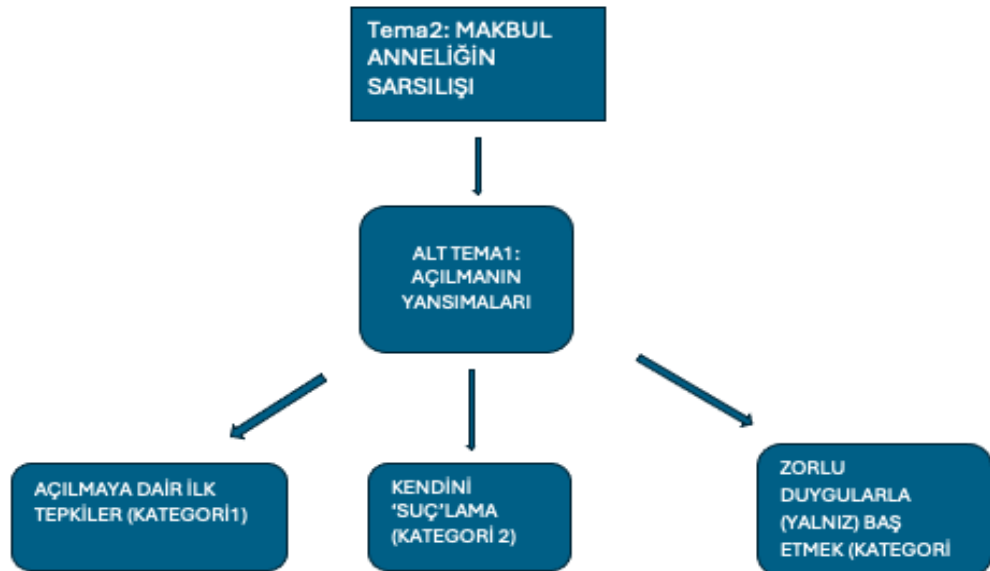 Tema2: MAKBUL
ANNELİĞİN
SARSILIŞI
ALT TEMA1:
AÇILMANIN
YANSIMALARI
AÇILMAYA DAİR İLK
TEPKİLER (KATEGORİ1)
KENDİNİ
‘SUÇ’LAMA
(KATEGORİ 2)
ZORLU
DUYGULARLA
(YALNIZ) BAŞ
ETMEK (KATEGORİ